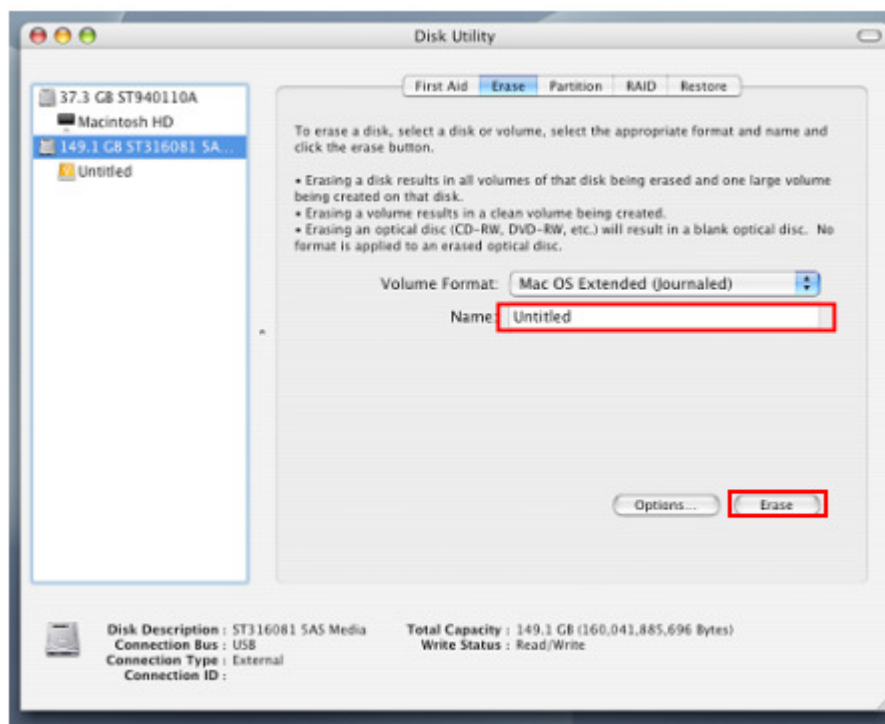 Disk Utility
37.3 GB ST940110A
Macintosh HD
149.1 GB ST316081 5A...
Untitled
First Aid Erase Partition RAID Restore
To erase a disk, select a disk or volume, select the appropriate format and name and
click the erase button.
• Erasing a disk results in all volumes of that disk being erased and one large volume
being created on that disk.
• Erasing a volume results in a clean volume being created.
• Erasing an optical disc (CD-RW, DVD-RW, etc.) will result in a blank optical disc. No
format is applied to an erased optical disc.
Volume Format: Mac OS Extended (Journaled)
Name: Untitled
Options... Erase
Disk Description : ST316081 5AS Media
Connection Bus : USB
Connection Type : External
Connection ID :
Total Capacity : 149.1 GB (160,041,885,696 Bytes)
Write Status : Read/Write